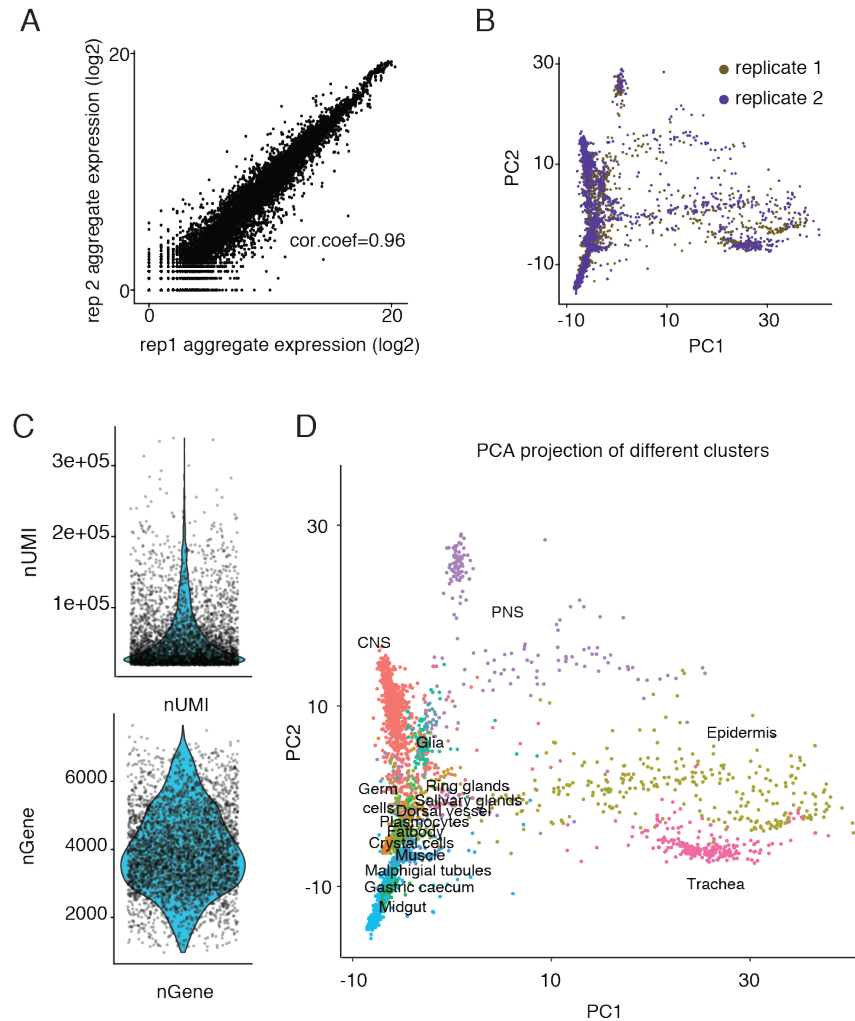 A
20
0
0
20
rep 2 aggregate expression (log2)
cor.coef=0.96
rep1 aggregate expression (log2)
B
30
10
-10
PC2
replicate 1
replicate 2
-10
10
30
PC1
C
3e+05
2e+05
1e+05
nUMI
nUMI
6000
4000
2000
nGene
nGene
D
PCA projection of different clusters
30
10
-10
PC2
PNS
CNS
Epidermis
Glia
Germ
cells
Ring glands
Salivary glands
Dorsal vessel
Plasmocytes
Fatbody
Crystal cells
Muscle
Malphigial tubules
Gastric caecum
Midgut
Trachea
-10
10
30
PC1